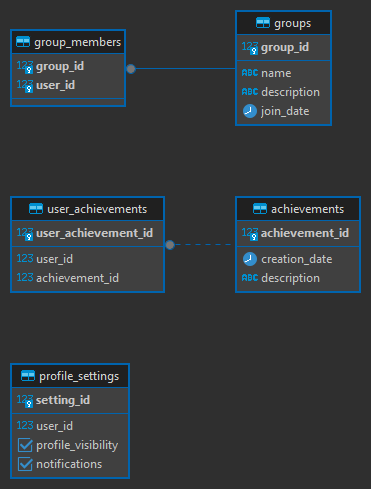 group_members
123 group_id
123 user_id
groups
123 group_id
ABC name
ABC description
join_date
user_achievements
123 user_achievement_id
123 user_id
123 achievement_id
achievements
123 achievement_id
creation_date
ABC description
profile_settings
123 setting_id
123 user_id
profile_visibility
notifications